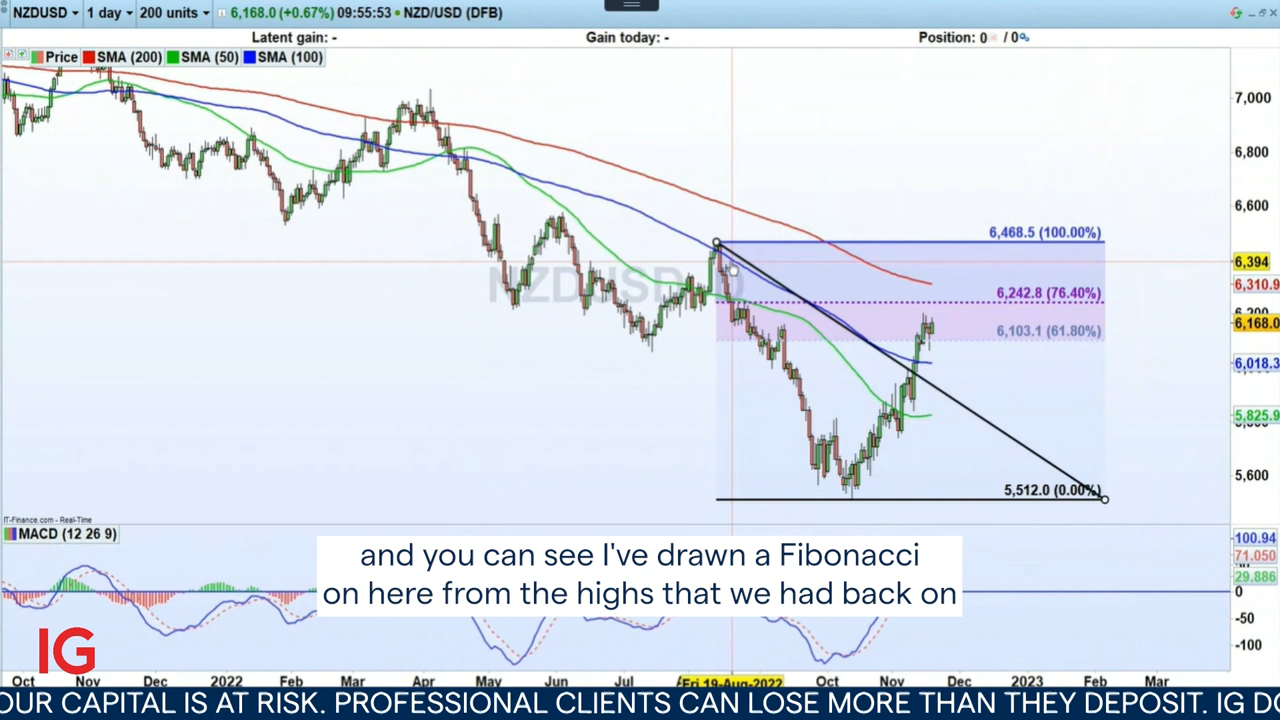 NZDUSD 1 day 200 units 6,168.0 (+0.67%) 09:55:53 NZD/USD (DFB)
Latent gain: - Gain today: - Position: 0 / 0
Price SMA (200) SMA (50) SMA (100)
7,000
6,800
6,600
6,468.5 (100.00%)
6,394
6,310.9
NZDUSD
6,242.8 (76.40%)
6,200
6,168.0
6,103.1 (61.80%)
6,018.3
5,825.9
5,600
5,512.0 (0.00%)
IT-Finance.com - Real-Time
MACD (12 26 9)
100.94
71.050
29.886
0
-50
-100
and you can see I've drawn a Fibonacci
on here from the highs that we had back on
IG
Oct Nov Dec 2022 Feb Mar Apr May Jun Jul Fri 19-Aug-2022 Oct Nov Dec 2023 Feb Mar
OUR CAPITAL IS AT RISK. PROFESSIONAL CLIENTS CAN LOSE MORE THAN THEY DEPOSIT. IG DO